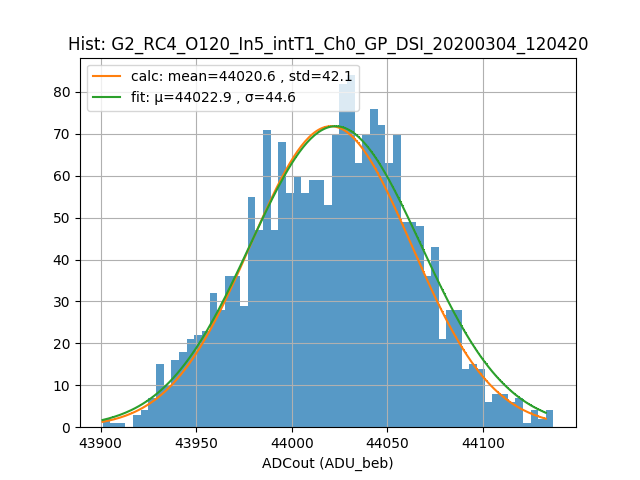 Hist: G2_RC4_O120_In5_intT1_Ch0_GP_DSI_20200304_120420
calc: mean=44020.6 , std=42.1
fit: μ=44022.9 , σ=44.6
80
70
60
50
40
30
20
10
0
43900 43950 44000 44050 44100
ADCout (ADU_beb)